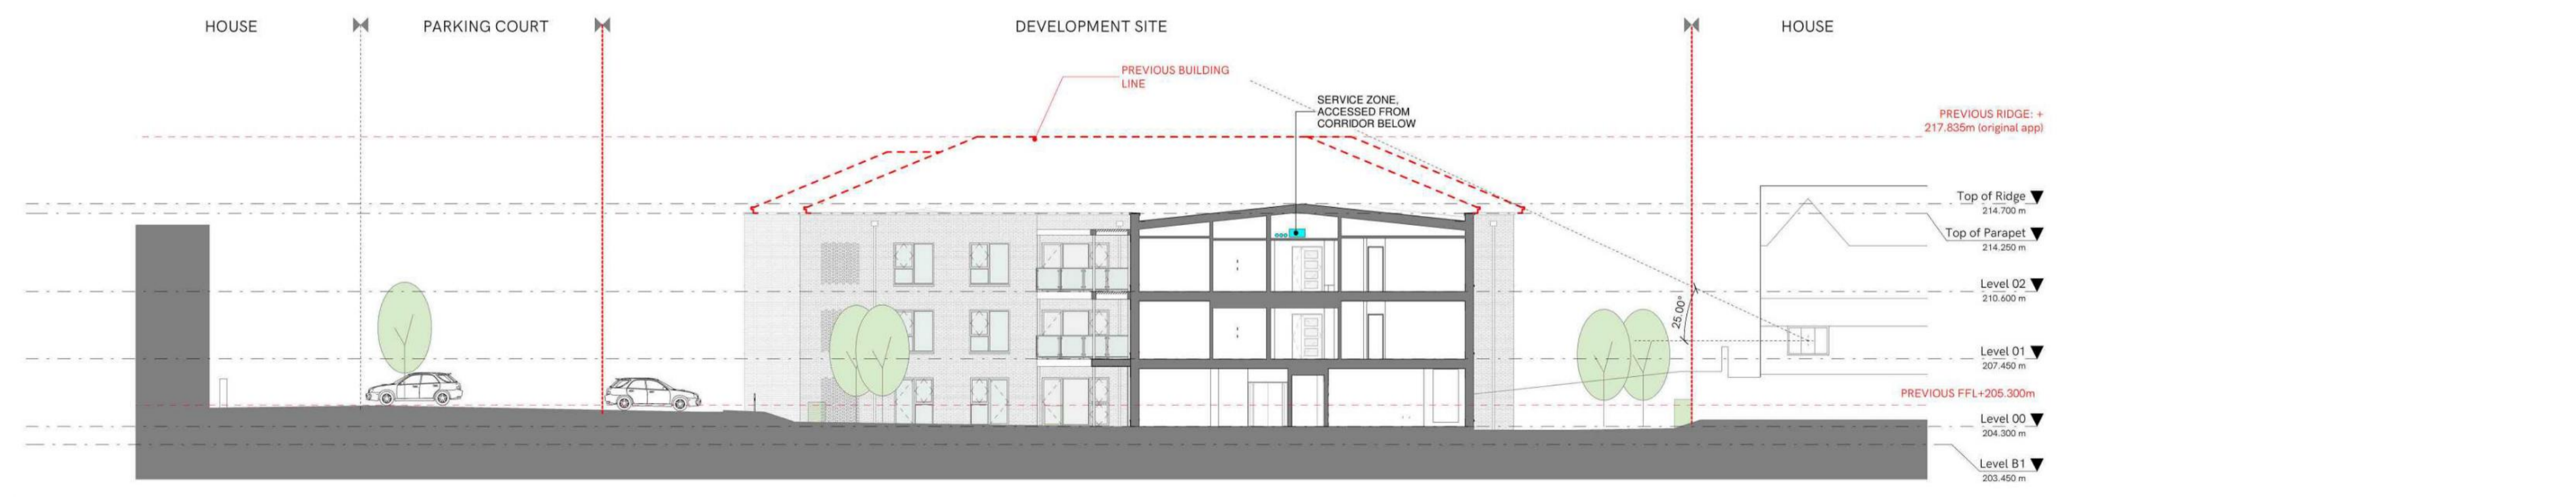 HOUSE
PARKING COURT
DEVELOPMENT SITE
HOUSE
PREVIOUS BUILDING
LINE
SERVICE ZONE,
ACCESSED FROM
CORRIDOR BELOW
PREVIOUS RIDGE: +
217.835m (original app)
Top of Ridge
214.700 m
Top of Parapet
214.250 m
Level 02
210.600 m
25.00°
Level 01
207.450 m
PREVIOUS FFL+205.300m
Level 00
204.300 m
Level B1
203.450 m